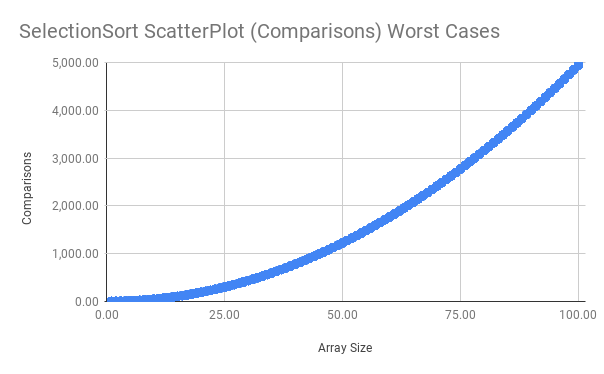 SelectionSort ScatterPlot (Comparisons) Worst Cases
5,000.00
4,000.00
3,000.00
2,000.00
1,000.00
0.00
Comparisons
0.00 25.00 50.00 75.00 100.00
Array Size